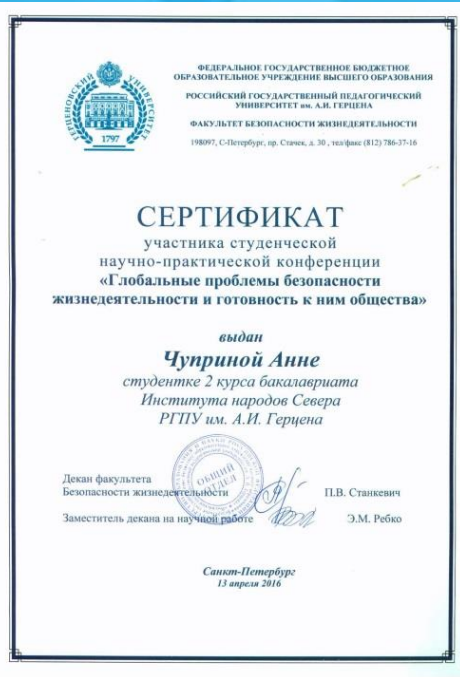 ГЕРЦЕНОВСКИЙ УНИВЕРСИТЕТ
1797
ФЕДЕРАЛЬНОЕ ГОСУДАРСТВЕННОЕ БЮДЖЕТНОЕ
ОБРАЗОВАТЕЛЬНОЕ УЧРЕЖДЕНИЕ ВЫСШЕГО ОБРАЗОВАНИЯ
РОССИЙСКИЙ ГОСУДАРСТВЕННЫЙ ПЕДАГОГИЧЕСКИЙ
УНИВЕРСИТЕТ им. А.И. ГЕРЦЕНА
ФАКУЛЬТЕТ БЕЗОПАСНОСТИ ЖИЗНЕДЕЯТЕЛЬНОСТИ
198097, С-Петербург, пр. Стачек, д. 30 , тел/факс (812) 786-37-16
СЕРТИФИКАТ
участника студенческой
научно-практической конференции
«Глобальные проблемы безопасности
жизнедеятельности и готовность к ним общества»
выдан
Чуприной Анне
студентке 2 курса бакалавриата
Института народов Севера
РГПУ им. А.И. Герцена
ОБЩИЙ
ОТДЕЛ
Декан факультета
Безопасности жизнедеятельности П.В. Станкевич
Заместитель декана на научной работе Э.М. Ребко
Санкт-Петербург
13 апреля 2016